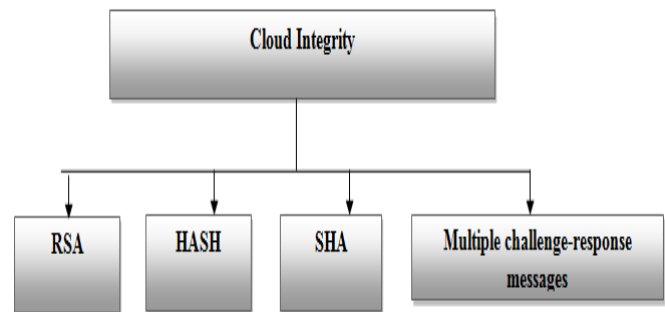 Cloud Integrity
RSA
HASH
SHA
Multiple challenge-response
messages